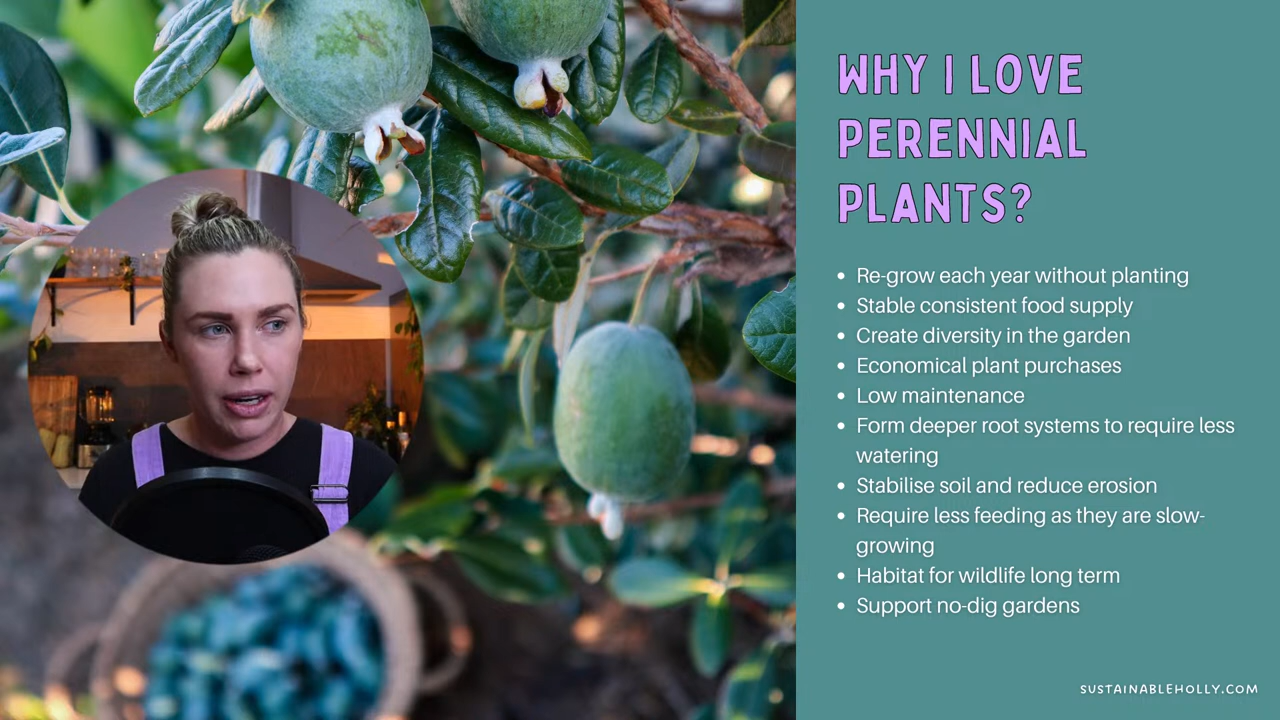 WHY I LOVE
PERENNIAL
PLANTS?
• Re-grow each year without planting
• Stable consistent food supply
• Create diversity in the garden
• Economical plant purchases
• Low maintenance
• Form deeper root systems to require less
watering
• Stabilise soil and reduce erosion
• Require less feeding as they are slow-
growing
• Habitat for wildlife long term
• Support no-dig gardens
SUSTAINABLEHOLLY.COM